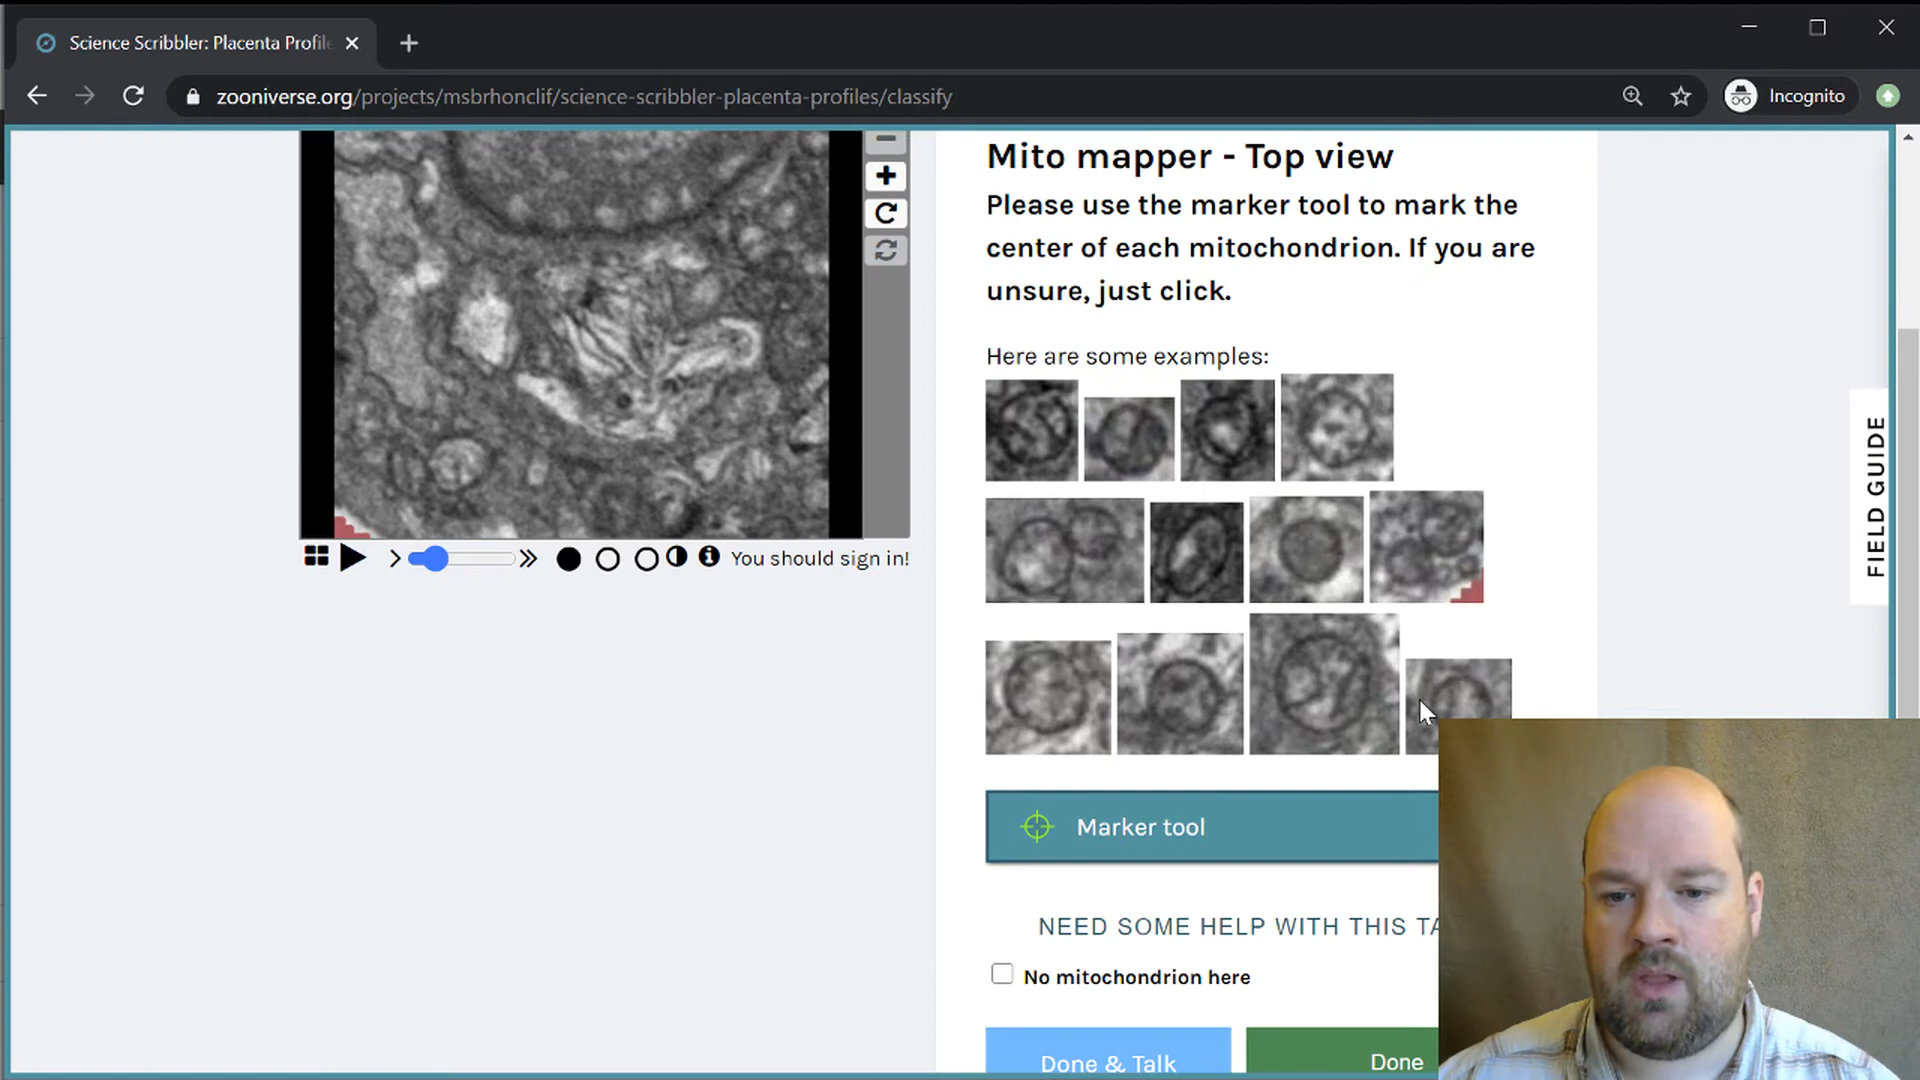 Science Scribbler: Placenta Profile
zooniverse.org/projects/msbrhonclif/science-scribbler-placenta-profiles/classify
Incognito
Mito mapper - Top view
Please use the marker tool to mark the
center of each mitochondrion. If you are
unsure, just click.
Here are some examples:
You should sign in!
FIELD GUIDE
Marker tool
NEED SOME HELP WITH THIS TA
No mitochondrion here
Done & Talk
Done